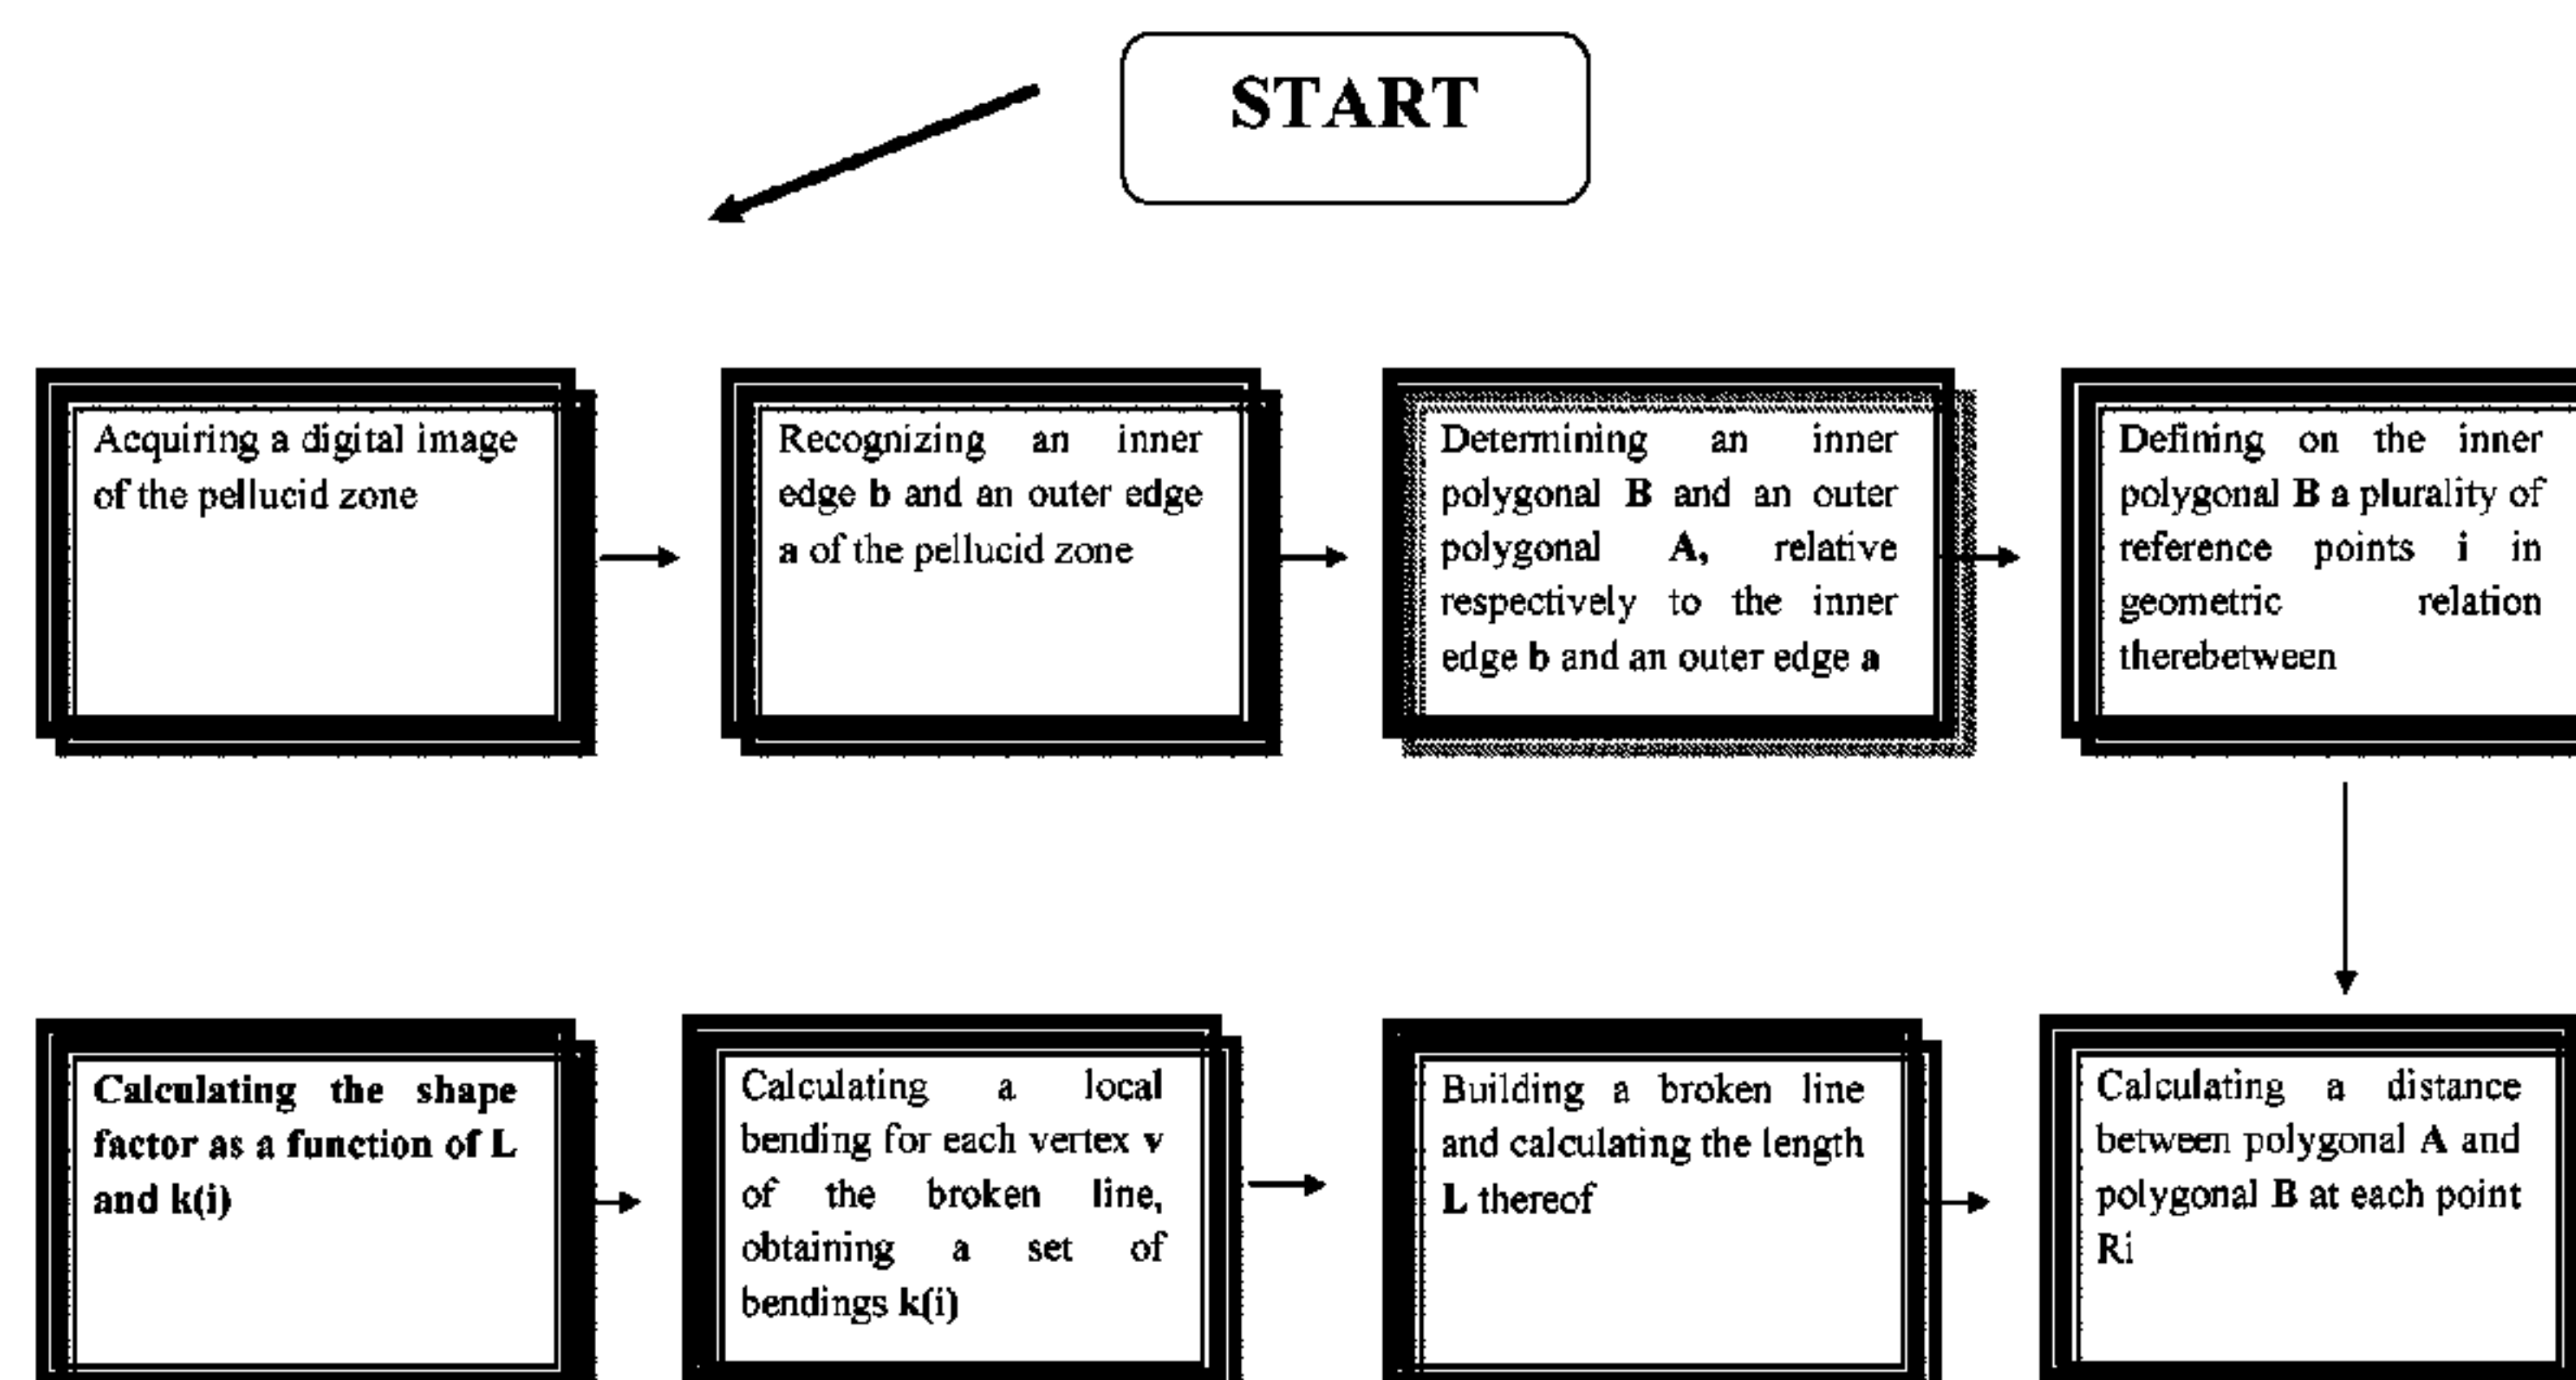 START
Acquiring a digital image
of the pellucid zone
Recognizing an inner
edge b and an outer edge
a of the pellucid zone
Determining an inner
polygonal B and an outer
polygonal A, relative
respectively to the inner
edge b and an outer edge a
Defining on the inner
polygonal B a plurality of
reference points i in
geometric relation
therebetween
Calculating the shape
factor as a function of L
and k(i)
Calculating a local
bending for each vertex v
of the broken line,
obtaining a set of
bendings k(i)
Building a broken line
and calculating the length
L thereof
Calculating a distance
between polygonal A and
polygonal B at each point
Ri